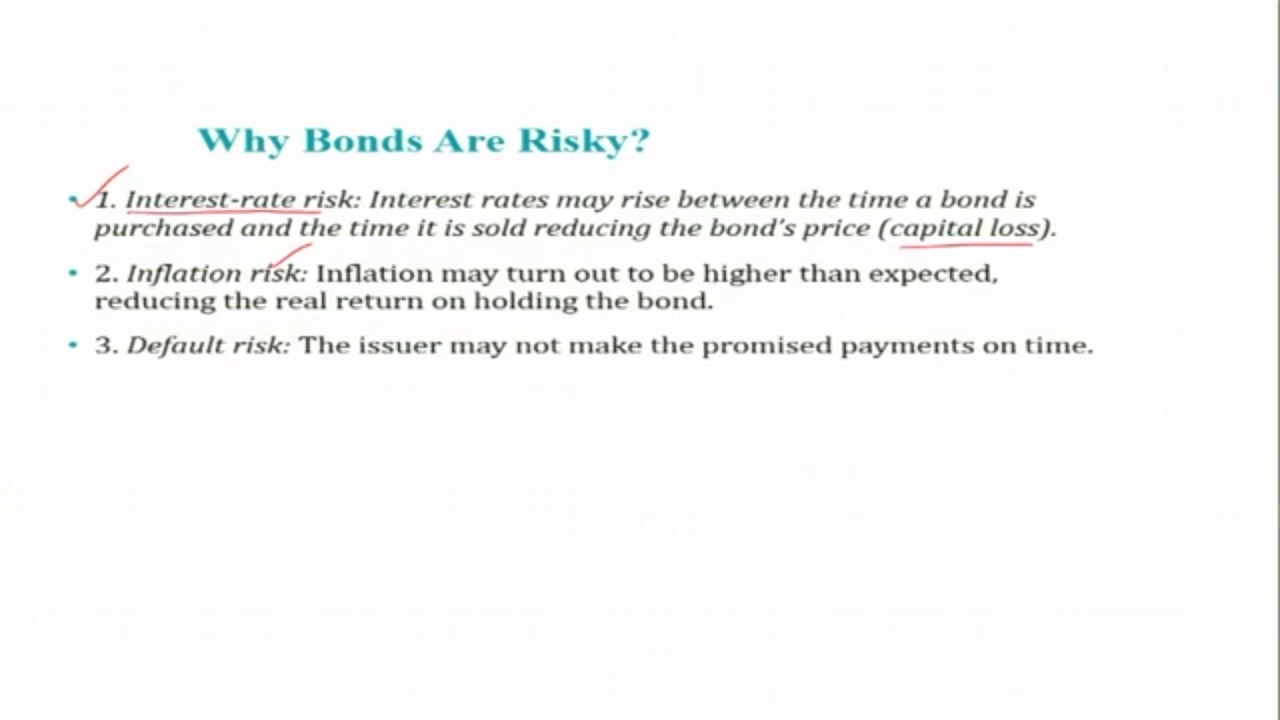 Why Bonds Are Risky?
• 1. Interest-rate risk: Interest rates may rise between the time a bond is
purchased and the time it is sold reducing the bond's price (capital loss).
• 2. Inflation risk: Inflation may turn out to be higher than expected,
reducing the real return on holding the bond.
• 3. Default risk: The issuer may not make the promised payments on time.